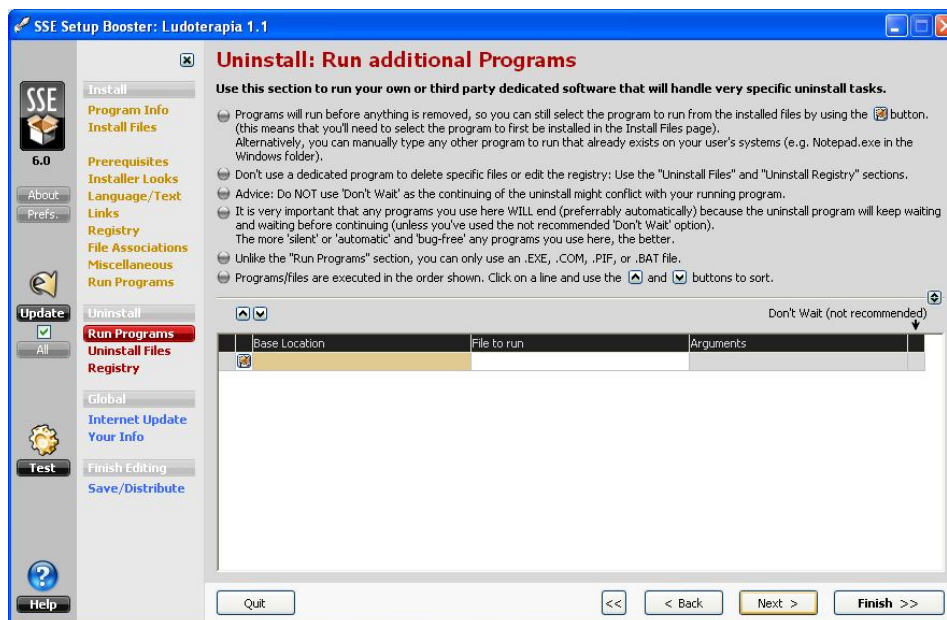 SSE Setup Booster: Ludoterapia 1.1
SSE
6.0
About
Prefs.
Update
All
Test
Help
Install
Program Info
Install Files
Prerequisites
Installer Looks
Language/Text
Links
Registry
File Associations
Miscellaneous
Run Programs
Uninstall
Run Programs
Uninstall Files
Registry
Global
Internet Update
Your Info
Finish Editing
Save/Distribute
Uninstall: Run additional Programs
Use this section to run your own or third party dedicated software that will handle very specific uninstall tasks.
Programs will run before anything is removed, so you can still select the program to run from the installed files by using the button.
(this means that you'll need to select the program to first be installed in the Install Files page).
Alternatively, you can manually type any other program to run that already exists on your user's systems (e.g. Notepad.exe in the
Windows folder).
Don't use a dedicated program to delete specific files or edit the registry: Use the "Uninstall Files" and "Uninstall Registry" sections.
Advice: Do NOT use 'Don't Wait' as the continuing of the uninstall might conflict with your running program.
It is very important that any programs you use here WILL end (preferrably automatically) because the uninstall program will keep waiting
and waiting before continuing (unless you've used the not recommended 'Don't Wait' option).
The more 'silent' or 'automatic' and 'bug-free' any programs you use here, the better.
Unlike the "Run Programs" section, you can only use an .EXE, .COM, .PIF, or .BAT file.
Programs/files are executed in the order shown. Click on a line and use the and buttons to sort.
Don't Wait (not recommended)
Base Location File to run Arguments
Quit << < Back Next > Finish >>